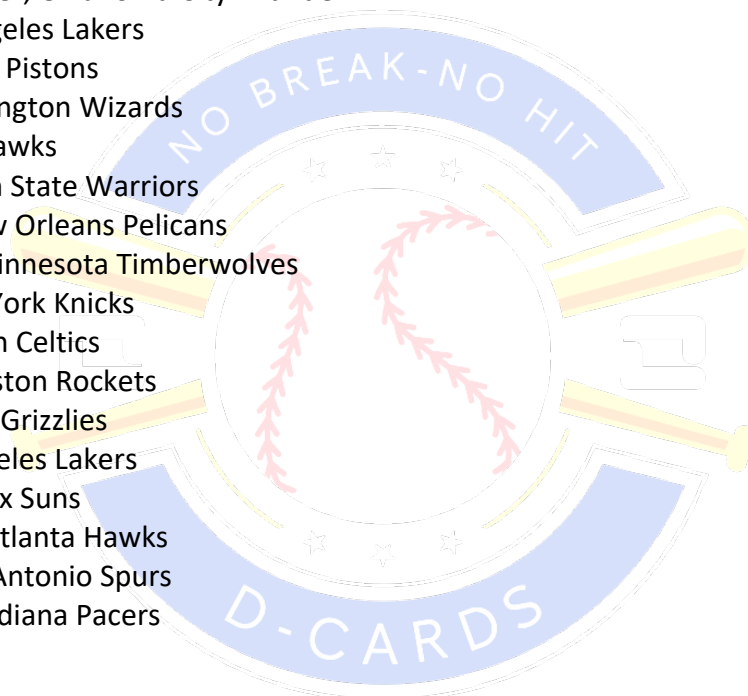 geles Lakers
Pistons
ngton Wizards
awks
State Warriors
Orleans Pelicans
innesota Timberwolves
York Knicks
Celtics
ston Rockets
Grizzlies
eles Lakers
x Suns
tlanta Hawks
Antonio Spurs
diana Pacers
NO BREAK-NO HIT
D-CARDS